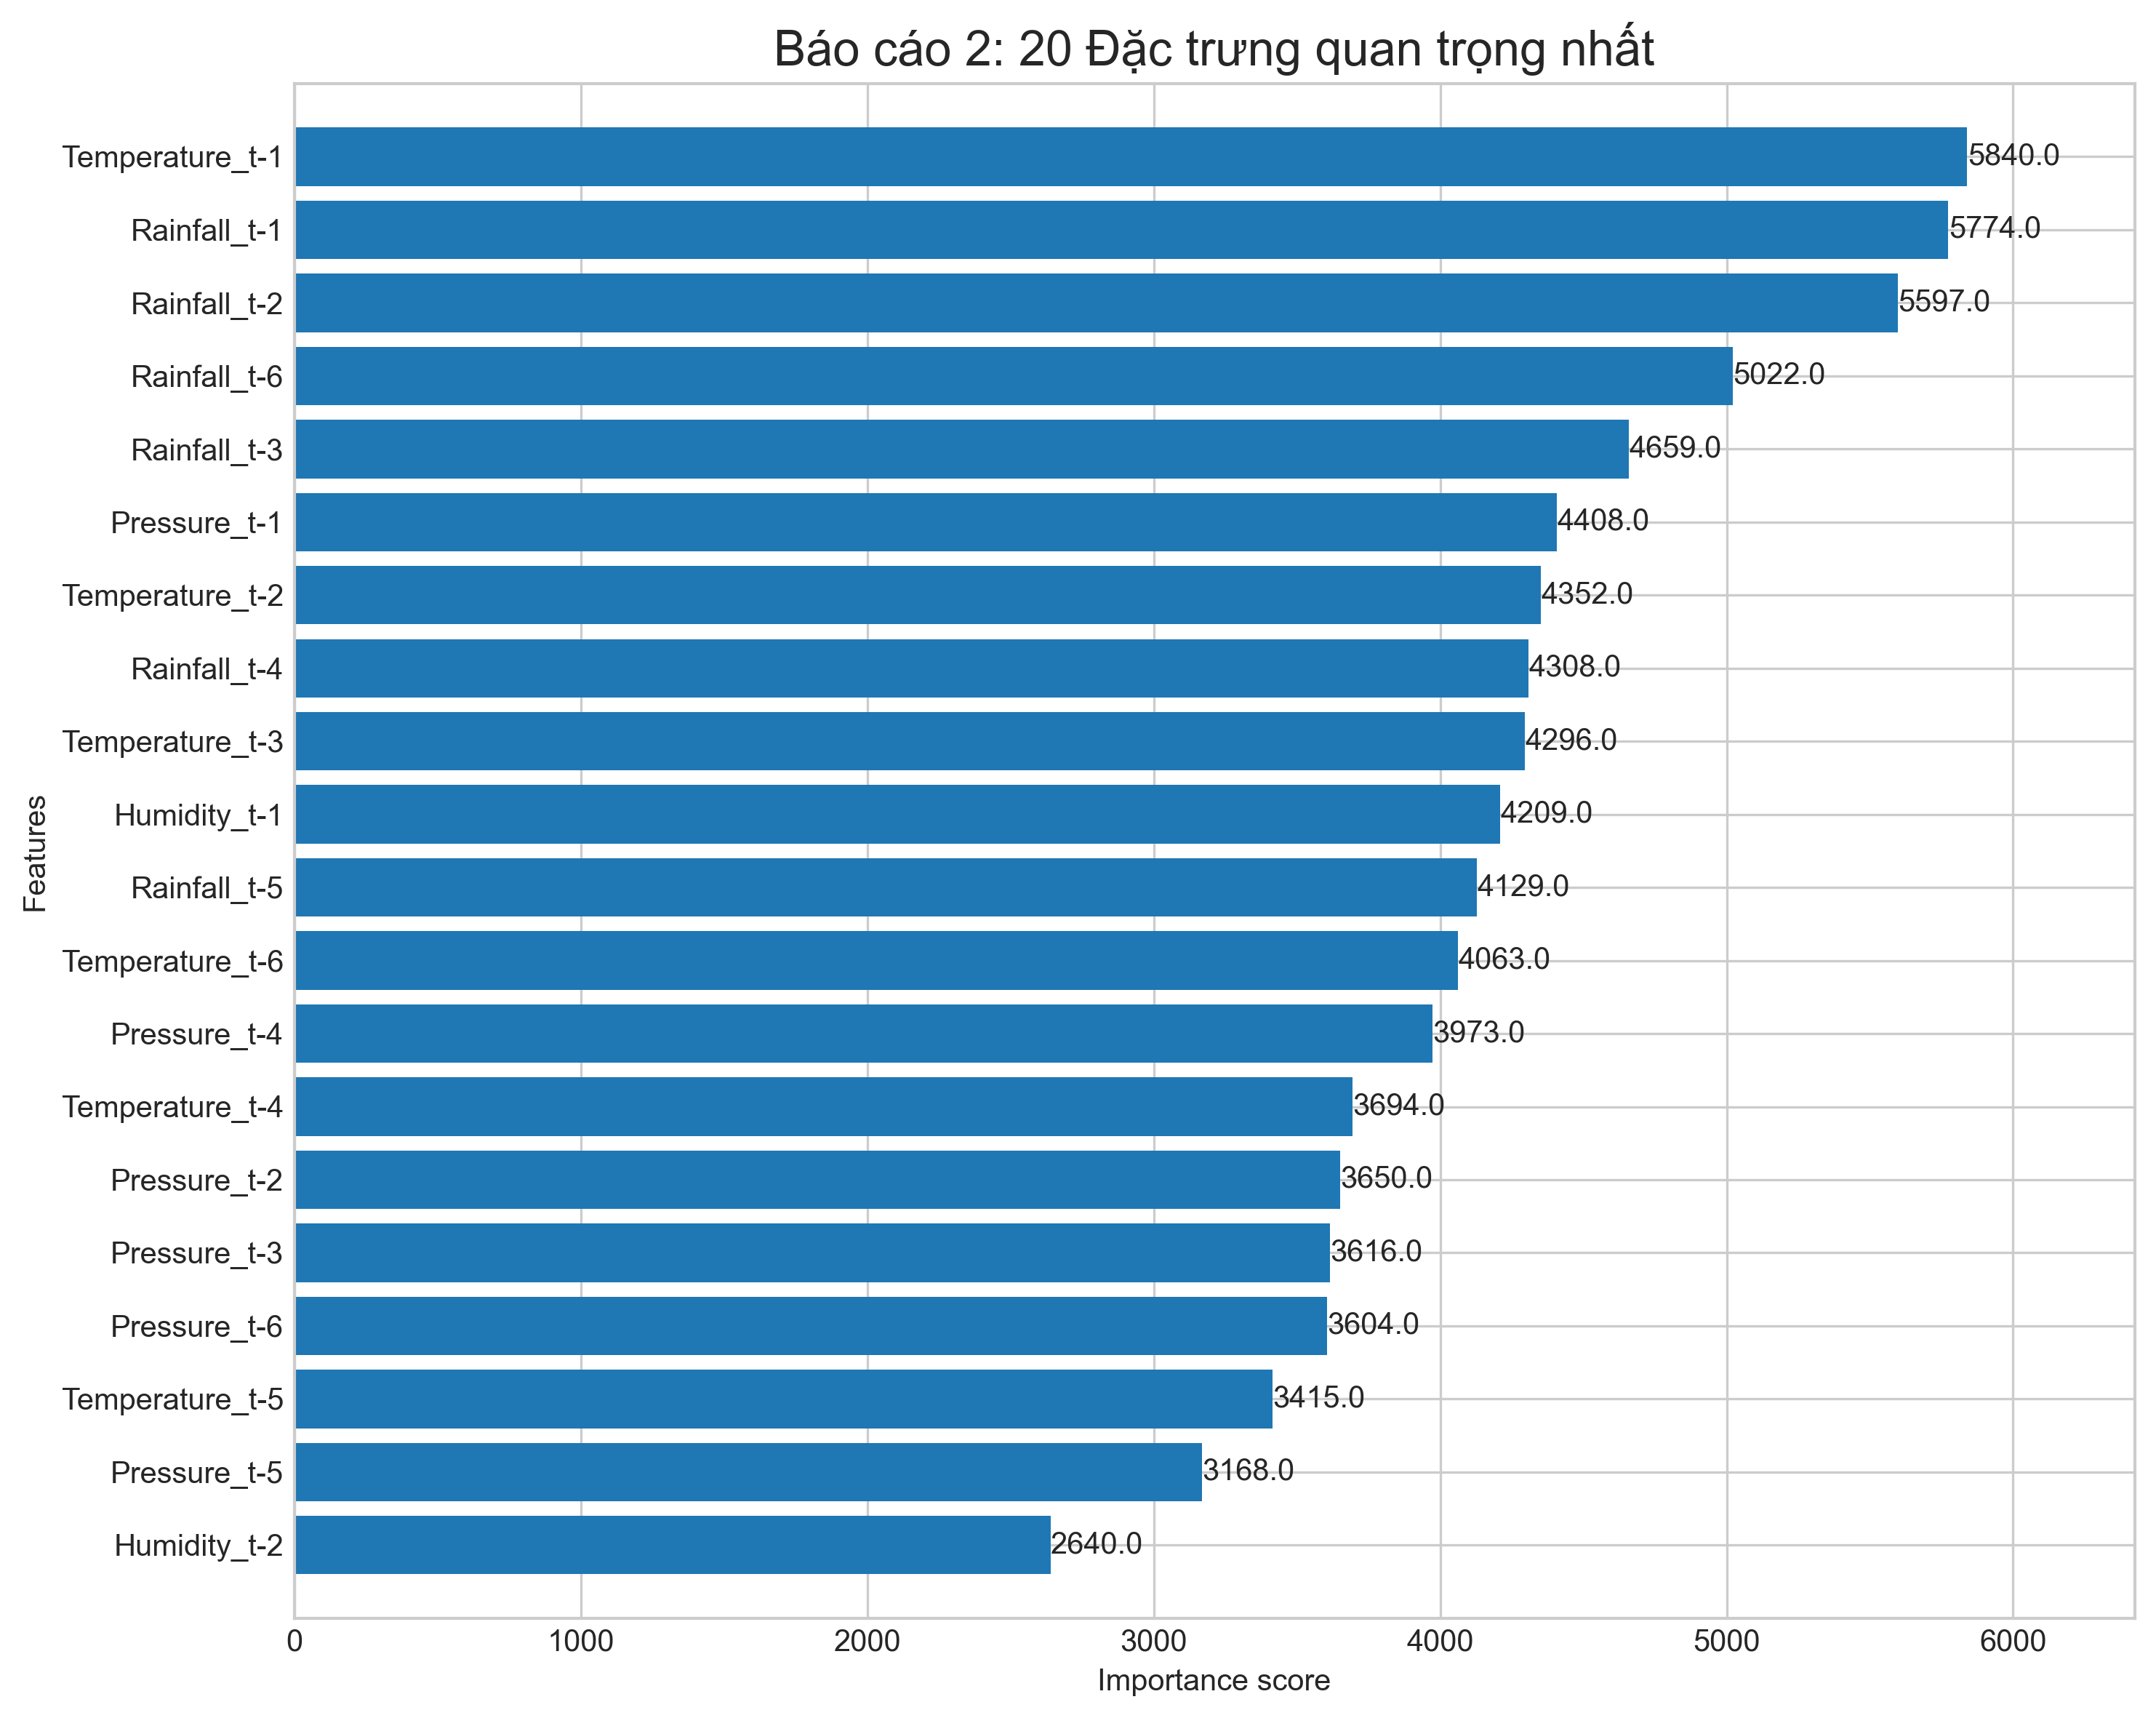 Báo cáo 2: 20 Đặc trưng quan trọng nhất
Temperature_t-1 5840.0
Rainfall_t-1 5774.0
Rainfall_t-2 5597.0
Rainfall_t-6 5022.0
Rainfall_t-3 4659.0
Pressure_t-1 4408.0
Temperature_t-2 4352.0
Rainfall_t-4 4308.0
Temperature_t-3 4296.0
Humidity_t-1 4209.0
Rainfall_t-5 4129.0
Temperature_t-6 4063.0
Pressure_t-4 3973.0
Temperature_t-4 3694.0
Pressure_t-2 3650.0
Pressure_t-3 3616.0
Pressure_t-6 3604.0
Temperature_t-5 3415.0
Pressure_t-5 3168.0
Humidity_t-2 2640.0
Features
0 1000 2000 3000 4000 5000 6000
Importance score